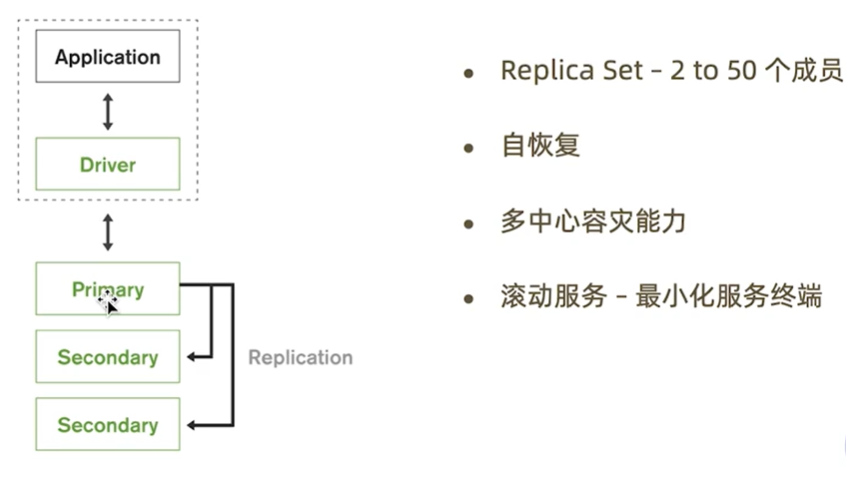 Application
Driver
Primary
Secondary
Secondary
Replication
• Replica Set – 2 to 50 个成员
• 自恢复
• 多中心容灾能力
• 滚动服务 – 最小化服务终端